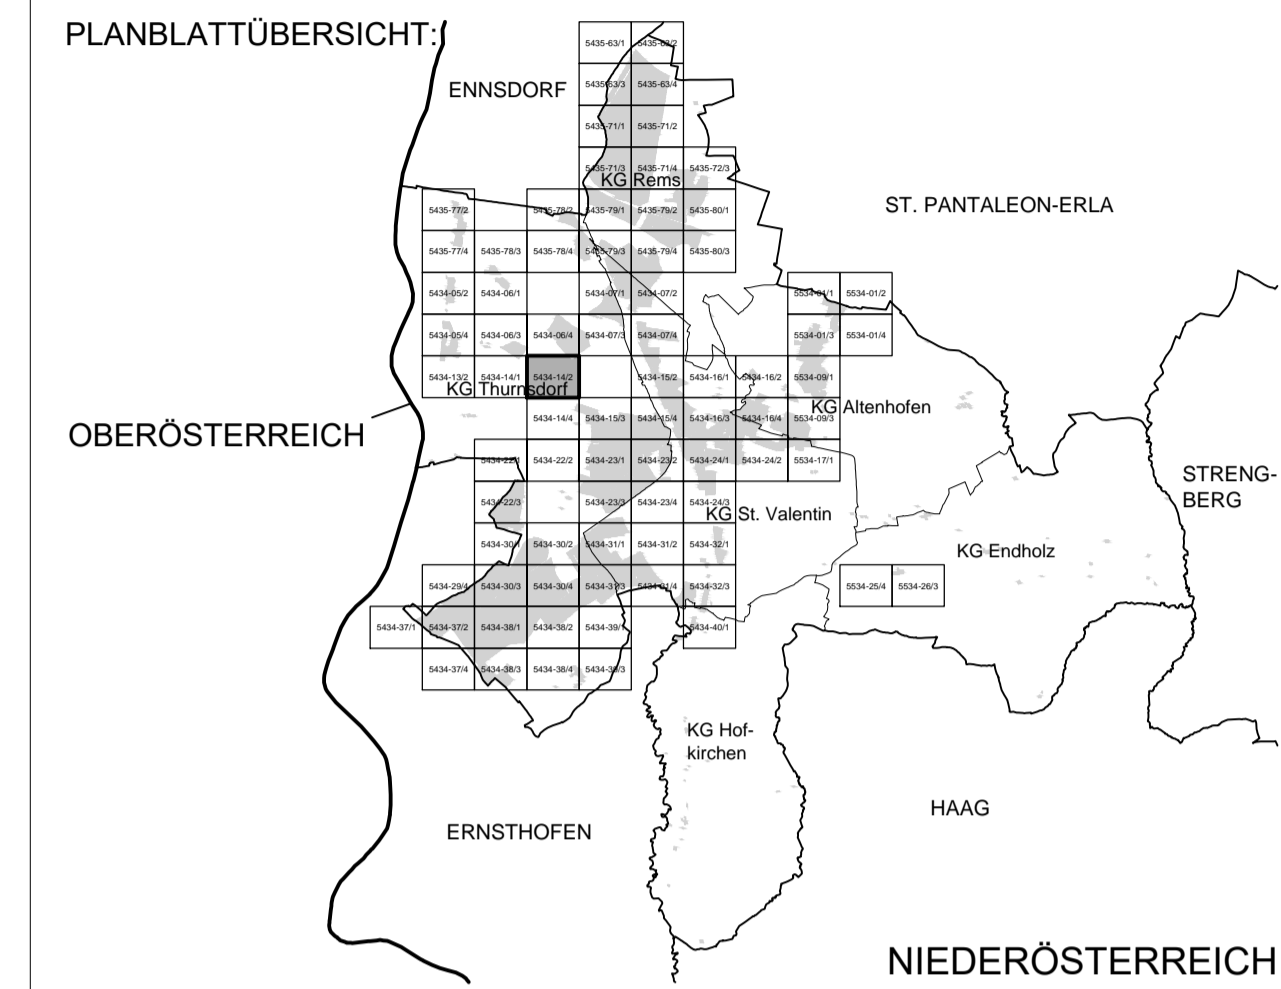 PLANBLATTÜBERSICHT:
5435-63/1 5435-63/2
ENNSDORF
5435-63/3 5435-63/4
5435-71/1 5435-71/2
5435-71/3 5435-71/4 5435-72/3
KG Rems
ST. PANTALEON-ERLA
5435-77/2 5435-78/2 5435-79/1 5435-79/2 5435-80/1
5435-77/4 5435-78/3 5435-78/4 5435-79/3 5435-79/4 5435-80/3
5434-05/2 5434-06/1 5434-07/1 5434-07/2 5534-01/1 5534-01/2
5434-05/4 5434-06/3 5434-06/4 5434-07/3 5434-07/4 5534-01/3 5534-01/4
5434-13/2 5434-14/1 5434-14/2 5434-15/2 5434-16/1 5434-16/2 5534-09/1
KG Thurnsdorf
KG Altenhofen
5434-14/4 5434-15/3 5434-15/4 5434-16/3 5434-16/4 5534-09/3
OBERÖSTERREICH
5434-22/1 5434-22/2 5434-23/1 5434-23/2 5434-24/1 5434-24/2 5534-17/1
STRENG-
BERG
5434-22/3 5434-23/3 5434-23/4 5434-24/3
KG St. Valentin
5434-30/1 5434-30/2 5434-31/1 5434-31/2 5434-32/1
KG Endholz
5434-29/4 5434-30/3 5434-30/4 5434-31/3 5434-31/4 5434-32/3 5534-25/4 5534-26/3
5434-37/1 5434-37/2 5434-38/1 5434-38/2 5434-39/1 5434-40/1
5434-37/4 5434-38/3 5434-38/4 5434-39/3
KG Hof-
kirchen
HAAG
ERNSTHOFEN
NIEDERÖSTERREICH